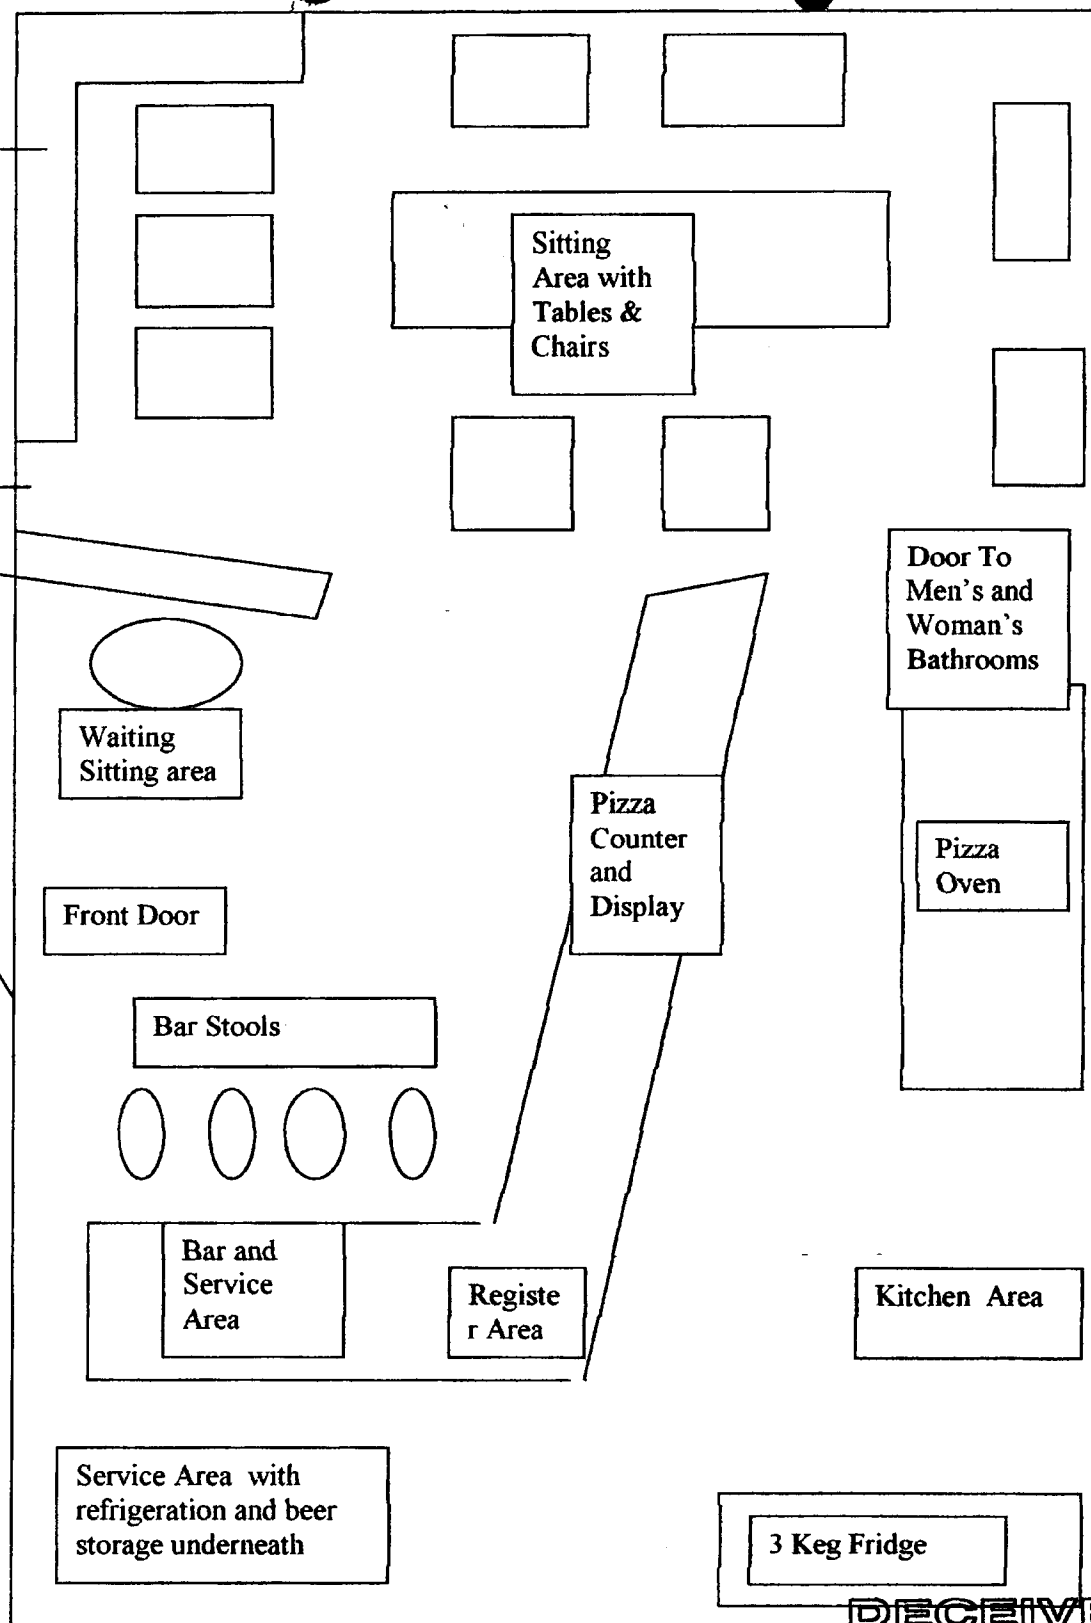 Sitting
Area with
Tables &
Chairs
Door To
Men's and
Woman's
Bathrooms
Waiting
Sitting area
Pizza
Counter
and
Display
Pizza
Oven
Front Door
Bar Stools
Bar and
Service
Area
Registe
r Area
Kitchen Area
Service Area with
refrigeration and beer
storage underneath
3 Keg Fridge